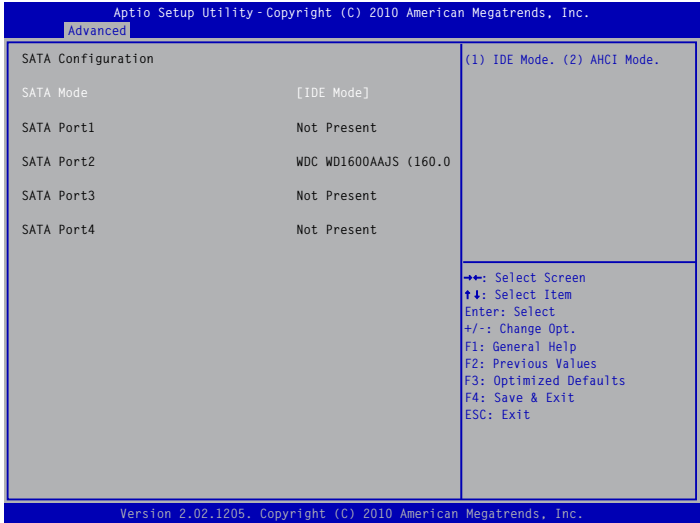 Aptio Setup Utility - Copyright (C) 2010 American Megatrends, Inc.
Advanced
SATA Configuration
SATA Mode [IDE Mode]
SATA Port1 Not Present
SATA Port2 WDC WD1600AAJS (160.0
SATA Port3 Not Present
SATA Port4 Not Present
(1) IDE Mode. (2) AHCI Mode.
→←: Select Screen
↑↓: Select Item
Enter: Select
+/-: Change Opt.
F1: General Help
F2: Previous Values
F3: Optimized Defaults
F4: Save & Exit
ESC: Exit
Version 2.02.1205. Copyright (C) 2010 American Megatrends, Inc.